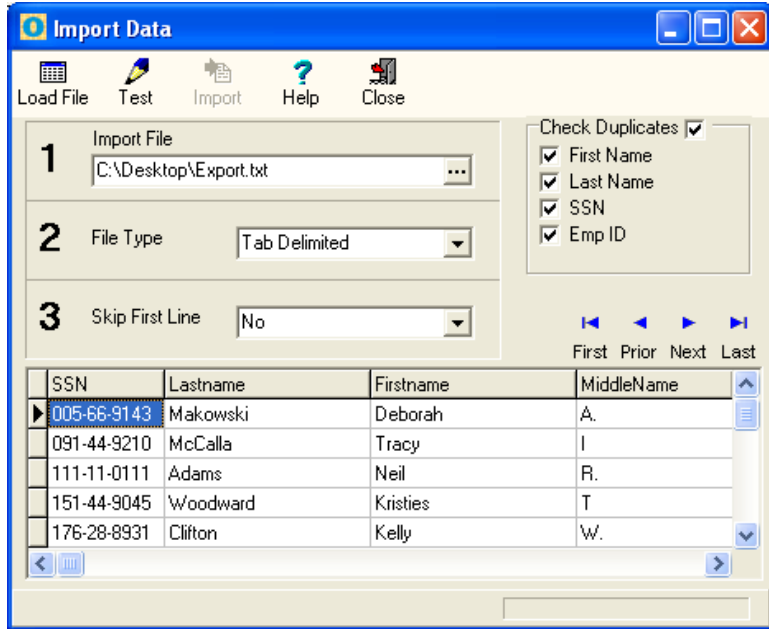 Import Data
Load File Test Import Help Close
1 Import File
C:\Desktop\Export.txt ...
2 File Type Tab Delimited
3 Skip First Line No
Check Duplicates
First Name
Last Name
SSN
Emp ID
First Prior Next Last
SSN Lastname Firstname MiddleName
005-66-9143 Makowski Deborah A.
091-44-9210 McCalla Tracy I
111-11-0111 Adams Neil R.
151-44-9045 Woodward Kristies T
176-28-8931 Clifton Kelly W.